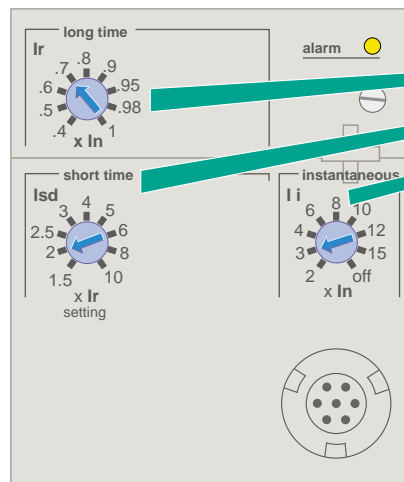 long time
alarm
Ir
.4
.5
.6
.7
.8
.9
.95
.98
1
x In
short time
Isd
1.5
2
2.5
3
4
5
6
8
10
x Ir
setting
instantaneous
I i
2
3
4
6
8
10
12
15
off
x In